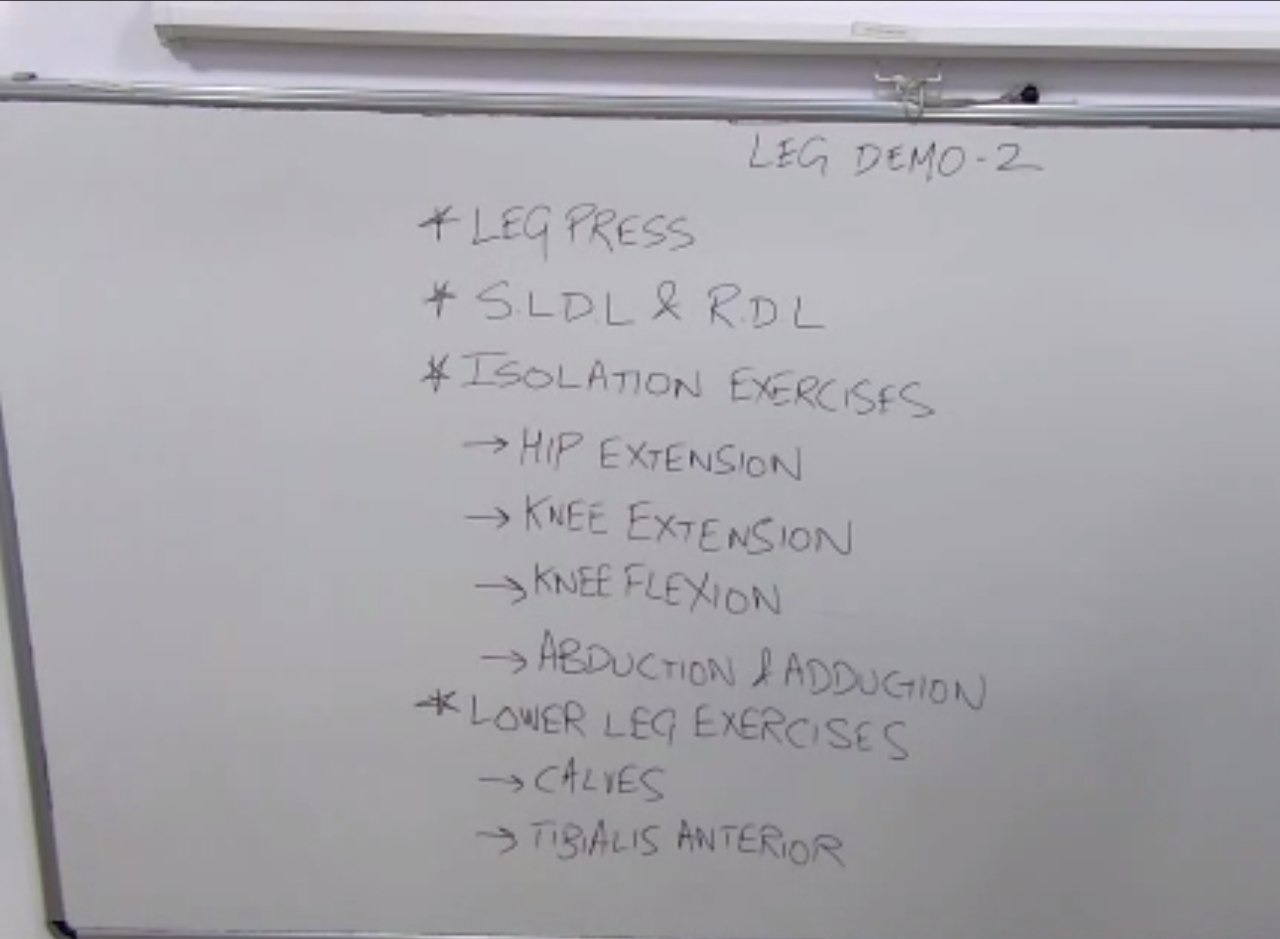 LEG DEMO-2
* LEG PRESS
* S.L.D.L & R.D L
* ISOLATION EXERCISES
→ HIP EXTENSION
→ KNEE EXTENSION
→ KNEE FLEXION
→ ABDUCTION & ADDUCTION
* LOWER LEG EXERCISES
→ CALVES
→ TIBIALIS ANTERIOR